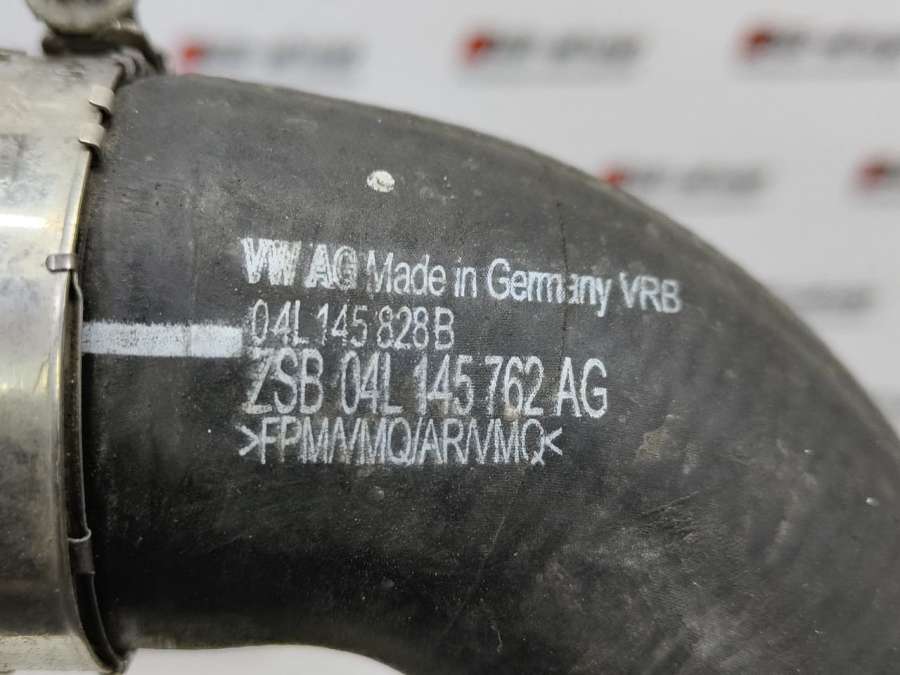 VW AG Made in Germany VRB
04L 145 828 B
ZSB 04L 145 762 AG
>FPM/VMQ/AR/VMQ<